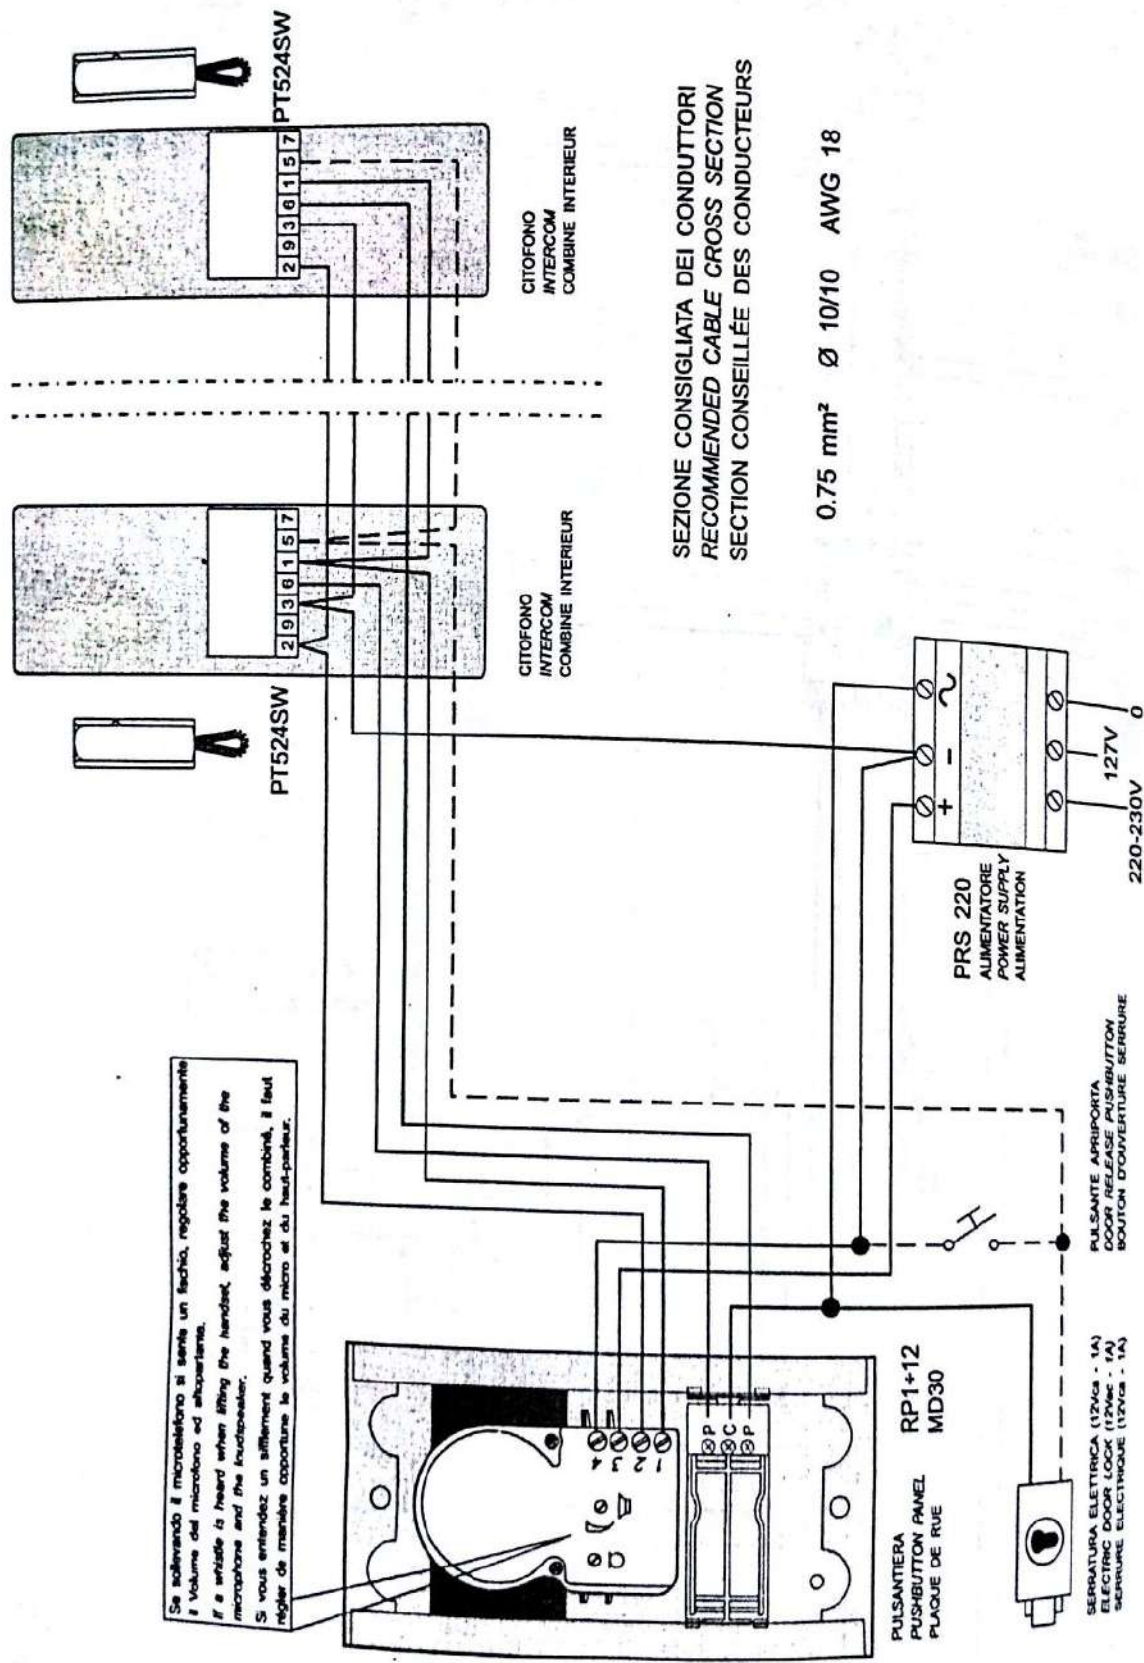 Se sollevando il microtelefono si sente un fischio, regolare opportunamente
il volume del microfono ed altoparlante.
If a whistle is heard when lifting the handset, adjust the volume of the
microphone and the loudspeaker.
Si vous entendez un sifflement quand vous décrochez le combiné, il faut
régler de manière opportune le volume du micro et du haut-parleur.
PT524SW
2 9 3 6 1 5 7
CITOFONO
INTERCOM
COMBINE INTERIEUR
PT524SW
2 9 3 6 1 5 7
CITOFONO
INTERCOM
COMBINE INTERIEUR
SEZIONE CONSIGLIATA DEI CONDUTTORI
RECOMMENDED CABLE CROSS SECTION
SECTION CONSEILLÉE DES CONDUCTEURS
0.75 mm² Ø 10/10 AWG 18
4
3
2
1
P
C
P
PULSANTIERA
PUSHBUTTON PANEL
PLAQUE DE RUE
RP1÷12
MD30
PRS 220
ALIMENTATORE
POWER SUPPLY
ALIMENTATION
+ − ~
220-230V 127V 0
PULSANTE APRIPORTA
DOOR RELEASE PUSHBUTTON
BOUTON D'OUVERTURE SERRURE
SERRATURA ELETTRICA (12Vca - 1A)
ELECTRIC DOOR LOCK (12Vac - 1A)
SERRURE ELECTRIQUE (12Vca - 1A)